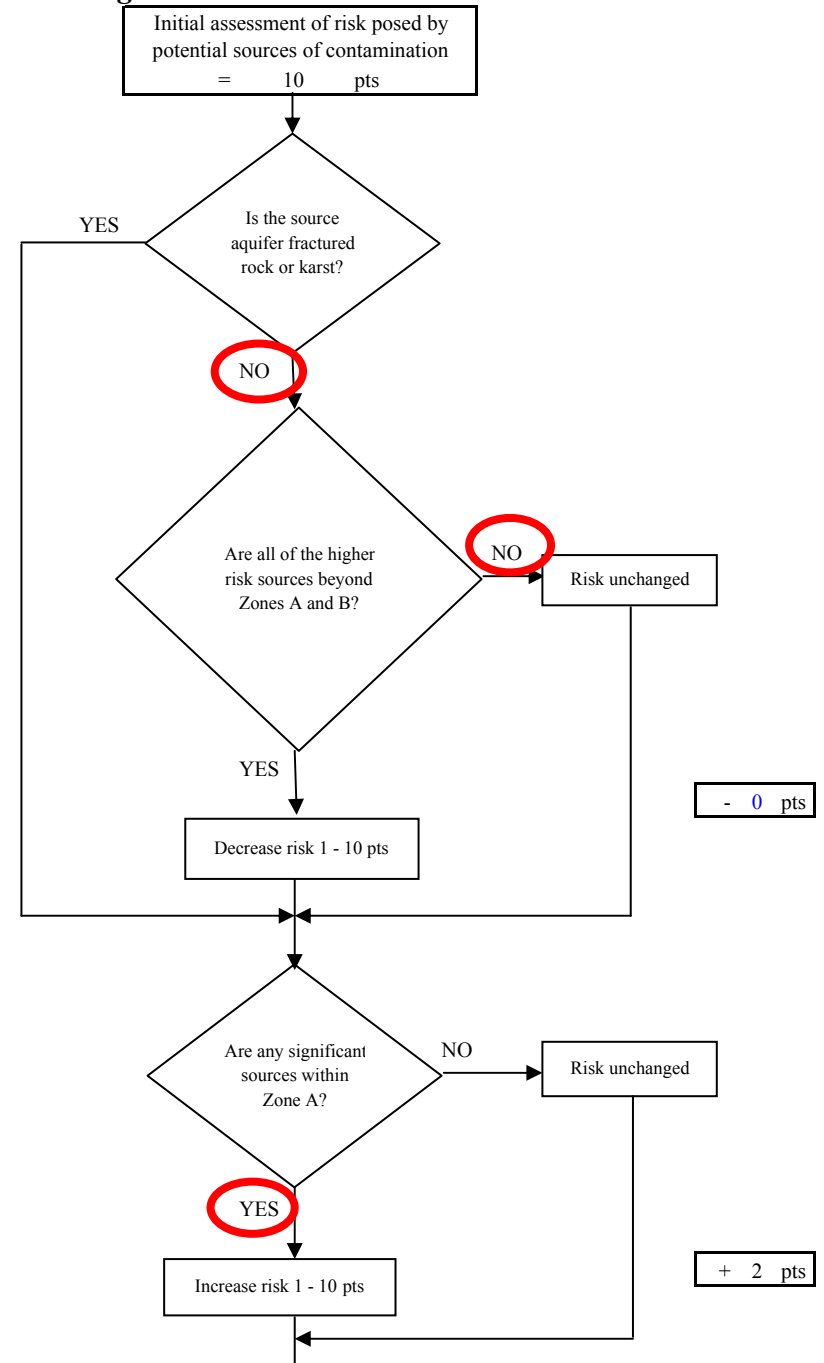 Initial assessment of risk posed by
potential sources of contamination
= 10 pts
YES
Is the source
aquifer fractured
rock or karst?
NO
Are all of the higher
risk sources beyond
Zones A and B?
NO
Risk unchanged
YES
- 0 pts
Decrease risk 1 - 10 pts
Are any significant
sources within
Zone A?
NO
Risk unchanged
YES
Increase risk 1 - 10 pts
+ 2 pts